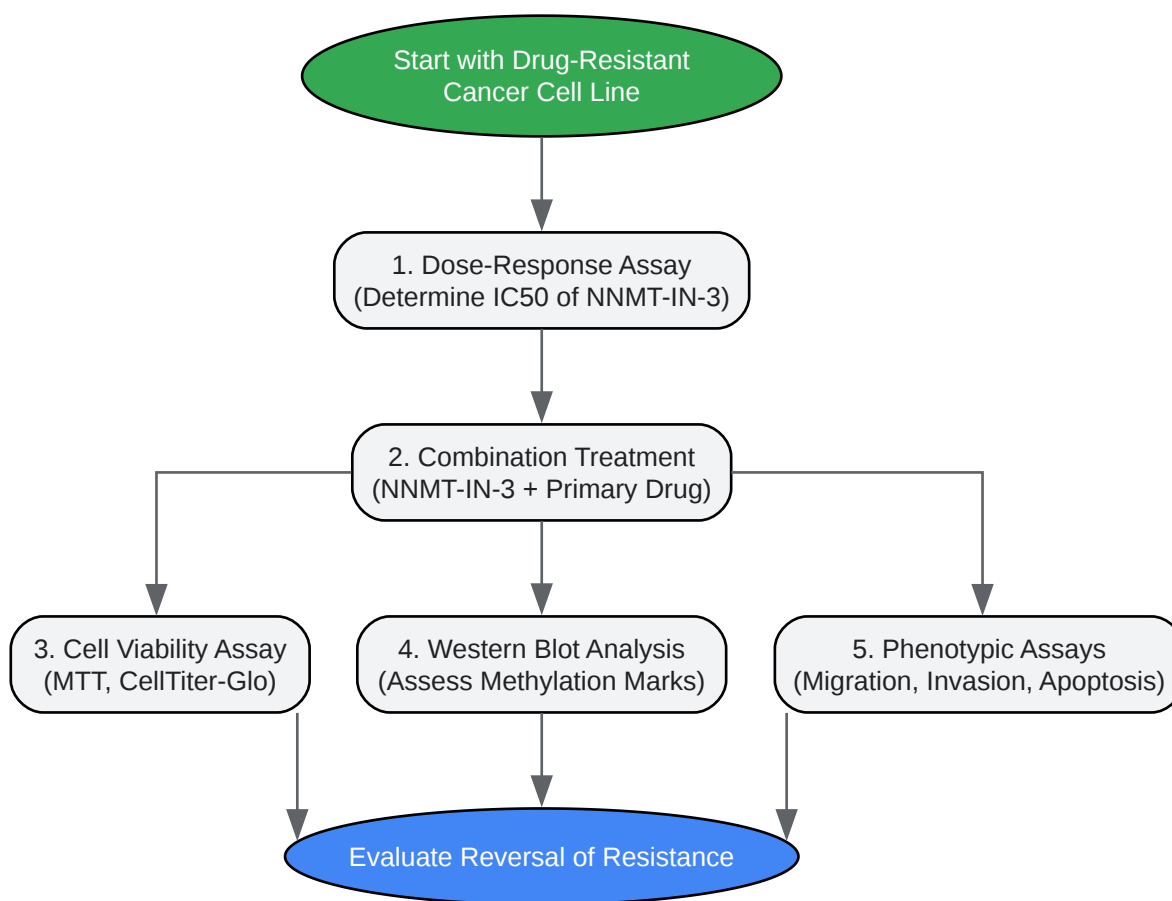 Start with Drug-Resistant
Cancer Cell Line
1. Dose-Response Assay
(Determine IC50 of NNMT-IN-3)
2. Combination Treatment
(NNMT-IN-3 + Primary Drug)
3. Cell Viability Assay
(MTT, CellTiter-Glo)
4. Western Blot Analysis
(Assess Methylation Marks)
5. Phenotypic Assays
(Migration, Invasion, Apoptosis)
Evaluate Reversal of Resistance